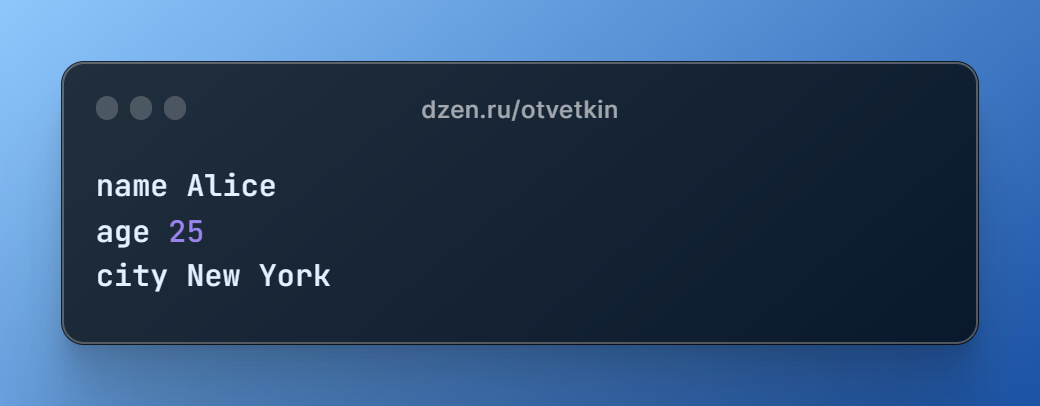 dzen.ru/otvetkin
name Alice
age 25
city New York